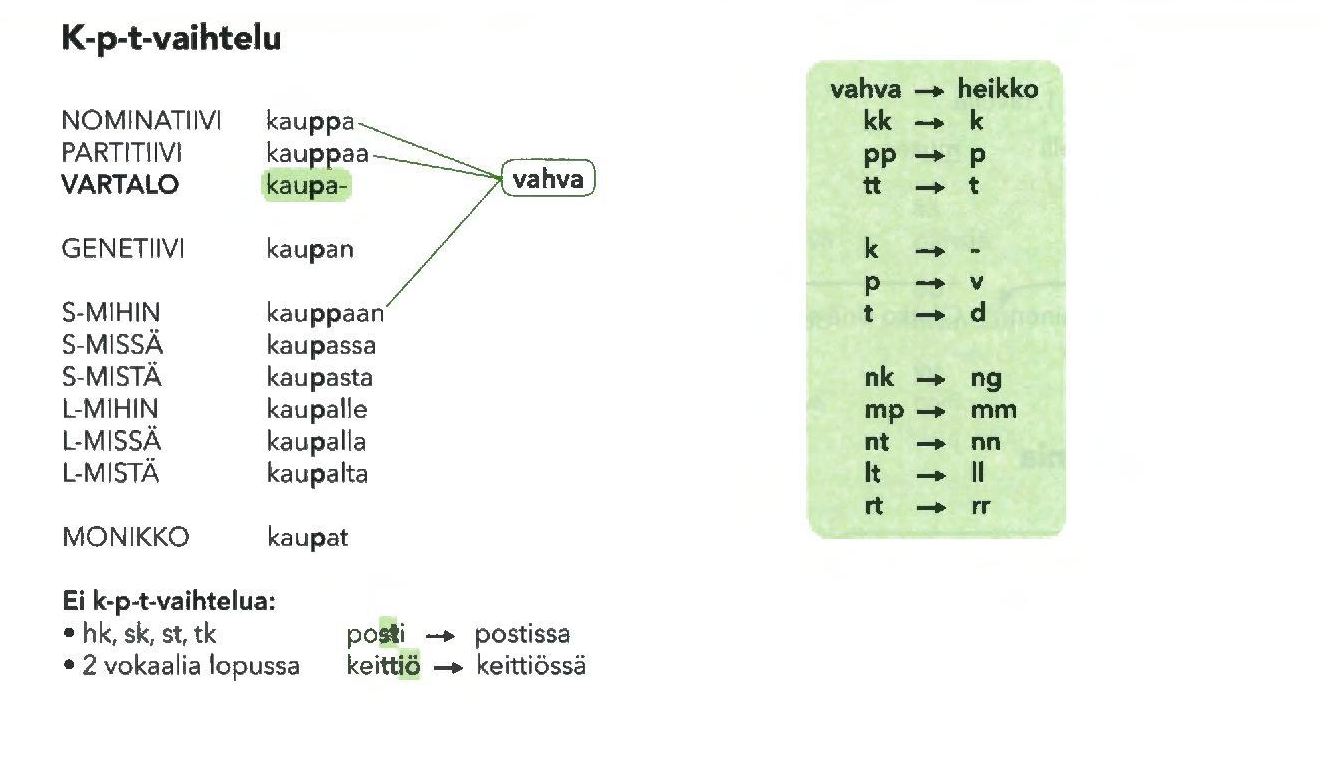 K-p-t-vaihtelu
NOMINATIIVI kauppa
PARTITIIVI kauppaa
VARTALO kaupa-
vahva
GENETIIVI kaupan
S-MIHIN kauppaan
S-MISSÄ kaupassa
S-MISTÄ kaupasta
L-MIHIN kaupalle
L-MISSÄ kaupalla
L-MISTÄ kaupalta
MONIKKO kaupat
vahva → heikko
kk → k
pp → p
tt → t
k → -
p → v
t → d
nk → ng
mp → mm
nt → nn
lt → ll
rt → rr
Ei k-p-t-vaihtelua:
• hk, sk, st, tk posti → postissa
• 2 vokaalia lopussa keittiö → keittiössä